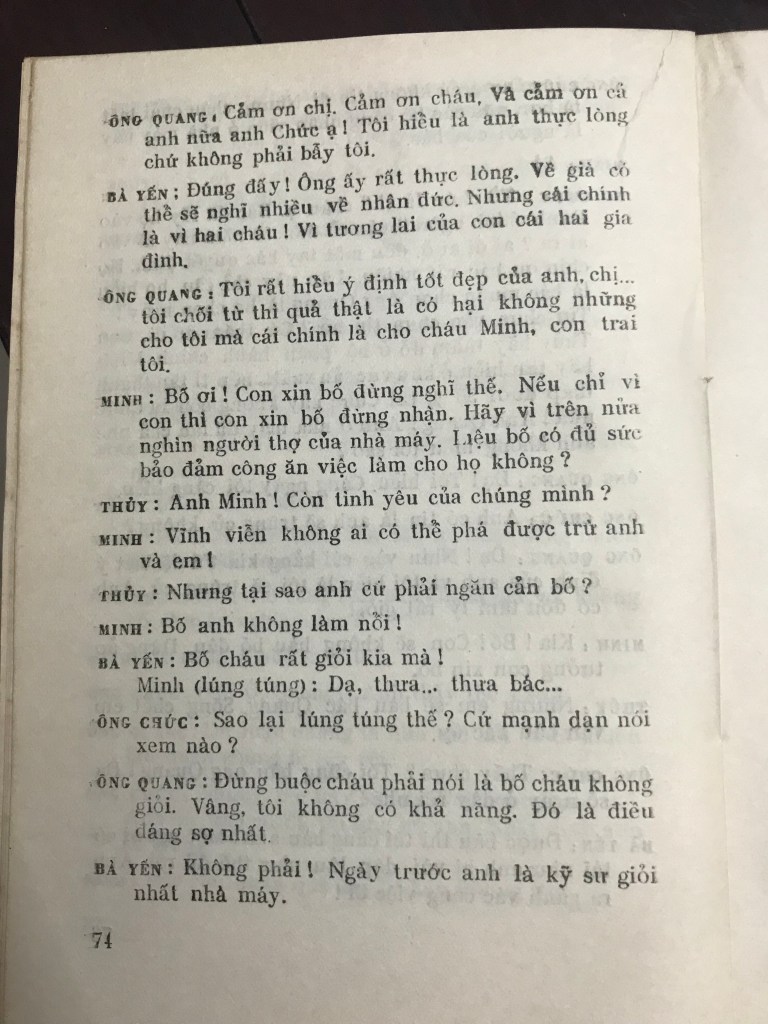 ÔNG QUANG: Cảm ơn chị. Cảm ơn cháu. Và cảm ơn cả
anh nữa anh Chức ạ! Tôi hiểu là anh thực lòng
chứ không phải bẫy tôi.
BÀ YẾN: Đúng đấy! Ông ấy rất thực lòng. Về già có
thể sẽ nghĩ nhiều về nhân đức. Nhưng cái chính
là vì hai cháu! Vì tương lai của con cái hai gia
đình.
ÔNG QUANG: Tôi rất hiểu ý định tốt đẹp của anh, chị...
tôi chối từ thì quả thật là có hại không những
cho tôi mà cái chính là cho cháu Minh, con trai
tôi.
MINH: Bố ơi! Con xin bố đừng nghĩ thế. Nếu chỉ vì
con thì con xin bố đừng nhận. Hãy vì trên nửa
nghìn người thợ của nhà máy. Liệu bố có đủ sức
bảo đảm công ăn việc làm cho họ không?
THỦY: Anh Minh! Còn tình yêu của chúng mình?
MINH: Vĩnh viễn không ai có thể phá được trừ anh
và em!
THỦY: Nhưng tại sao anh cứ phải ngăn cản bố?
MINH: Bố anh không làm nổi!
BÀ YẾN: Bố cháu rất giỏi kia mà!
Minh (lúng túng): Dạ, thưa... thưa bác...
ÔNG CHỨC: Sao lại lúng túng thế? Cứ mạnh dạn nói
xem nào?
ÔNG QUANG: Đừng buộc cháu phải nói là bố cháu không
giỏi. Vâng, tôi không có khả năng. Đó là điều
đáng sợ nhất.
BÀ YẾN: Không phải! Ngày trước anh là kỹ sư giỏi
nhất nhà máy.
74